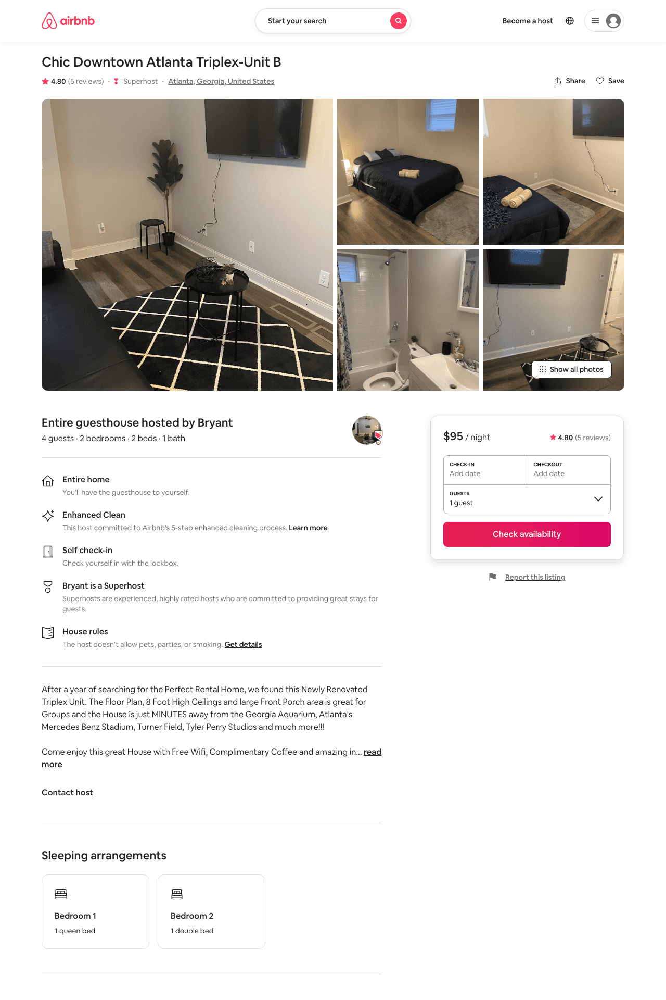 airbnb
Start your search
Become a host
Chic Downtown Atlanta Triplex-Unit B
4.80 (5 reviews) · Superhost · Atlanta, Georgia, United States
Share
Save
Show all photos
Entire guesthouse hosted by Bryant
4 guests · 2 bedrooms · 2 beds · 1 bath
$95 / night
4.80 (5 reviews)
CHECK-IN
Add date
CHECKOUT
Add date
GUESTS
1 guest
Check availability
Report this listing
Entire home
You’ll have the guesthouse to yourself.
Enhanced Clean
This host committed to Airbnb's 5-step enhanced cleaning process. Learn more
Self check-in
Check yourself in with the lockbox.
Bryant is a Superhost
Superhosts are experienced, highly rated hosts who are committed to providing great stays for
guests.
House rules
The host doesn’t allow pets, parties, or smoking. Get details
After a year of searching for the Perfect Rental Home, we found this Newly Renovated
Triplex Unit. The Floor Plan, 8 Foot High Ceilings and large Front Porch area is great for
Groups and the House is just MINUTES away from the Georgia Aquarium, Atlanta's
Mercedes Benz Stadium, Turner Field, Tyler Perry Studios and much more!!!
Come enjoy this great House with Free Wifi, Complimentary Coffee and amazing in... read
more
Contact host
Sleeping arrangements
Bedroom 1
1 queen bed
Bedroom 2
1 double bed